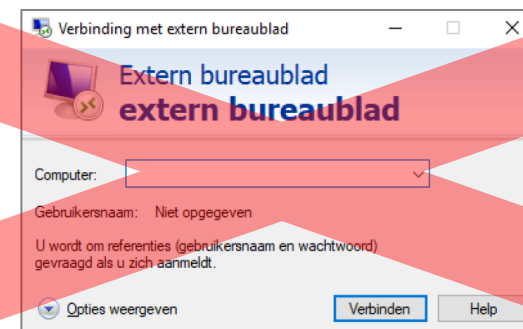 Verbinding met extern bureaublad
Extern bureaublad
extern bureaublad
Computer:
Gebruikersnaam: Niet opgegeven
U wordt om referenties (gebruikersnaam en wachtwoord)
gevraagd als u zich aanmeldt.
Opties weergeven
Verbinden
Help